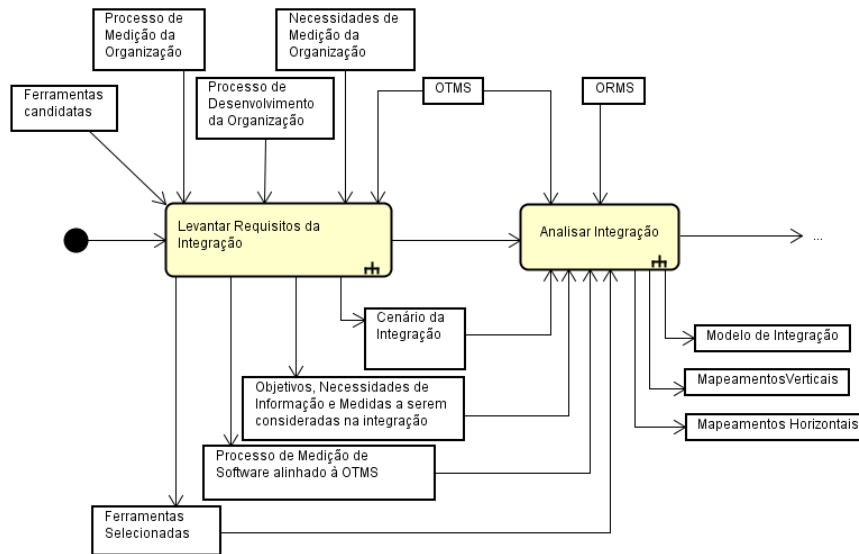 Processo de
Medição da
Organização
Necessidades de
Medição da
Organização
Ferramentas
candidatas
Processo de
Desenvolvimento
da Organização
OTMS
ORMS
Levantar Requisitos da
Integração
Analisar Integração
...
Cenário da
Integração
Modelo de Integração
Objetivos, Necessidades de
Informação e Medidas a serem
consideradas na integração
MapeamentosVerticais
Mapeamentos Horizontais
Processo de Medição de
Software alinhado à OTMS
Ferramentas
Selecionadas